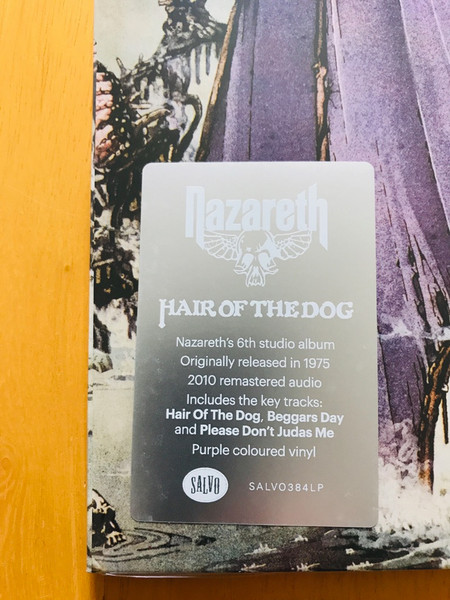 Nazareth
HAIR OF THE DOG
Nazareth's 6th studio album
Originally released in 1975
2010 remastered audio
Includes the key tracks:
Hair Of The Dog, Beggars Day
and Please Don't Judas Me
Purple coloured vinyl
SALVO SALVO384LP